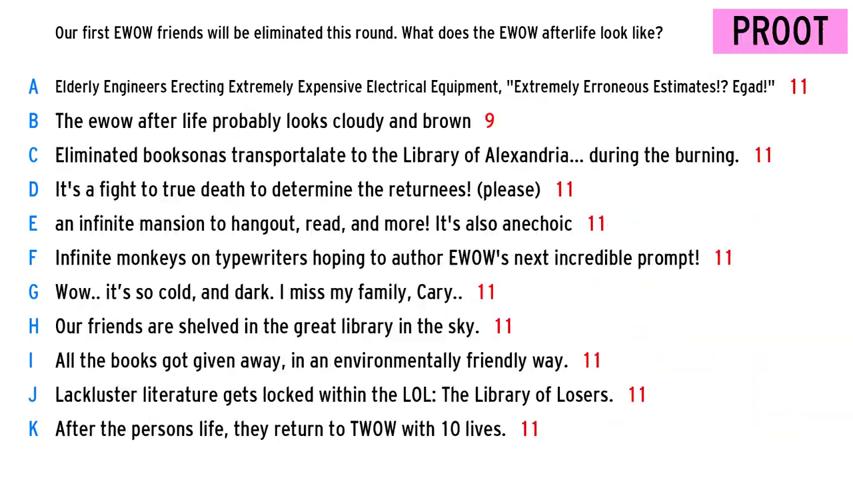 Our first EWOW friends will be eliminated this round. What does the EWOW afterlife look like?
PROOT
A Elderly Engineers Erecting Extremely Expensive Electrical Equipment, "Extremely Erroneous Estimates!? Egad!" 11
B The ewow after life probably looks cloudy and brown 9
C Eliminated booksonas transportalate to the Library of Alexandria... during the burning. 11
D It's a fight to true death to determine the returnees! (please) 11
E an infinite mansion to hangout, read, and more! It's also anechoic 11
F Infinite monkeys on typewriters hoping to author EWOW's next incredible prompt! 11
G Wow.. it's so cold, and dark. I miss my family, Cary.. 11
H Our friends are shelved in the great library in the sky. 11
I All the books got given away, in an environmentally friendly way. 11
J Lackluster literature gets locked within the LOL: The Library of Losers. 11
K After the persons life, they return to TWOW with 10 lives. 11